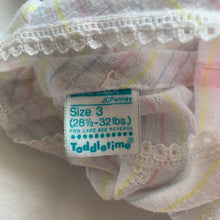 JCPenney
Size 3
(28½-32 lbs.)
FOR CARE SEE REVERSE
Toddletime®